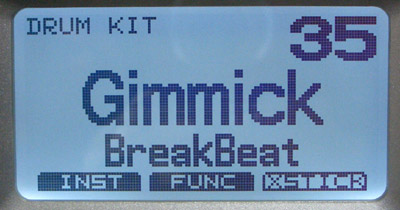 DRUM KIT 35
Gimmick
BreakBeat
INST FUNC XSTICK